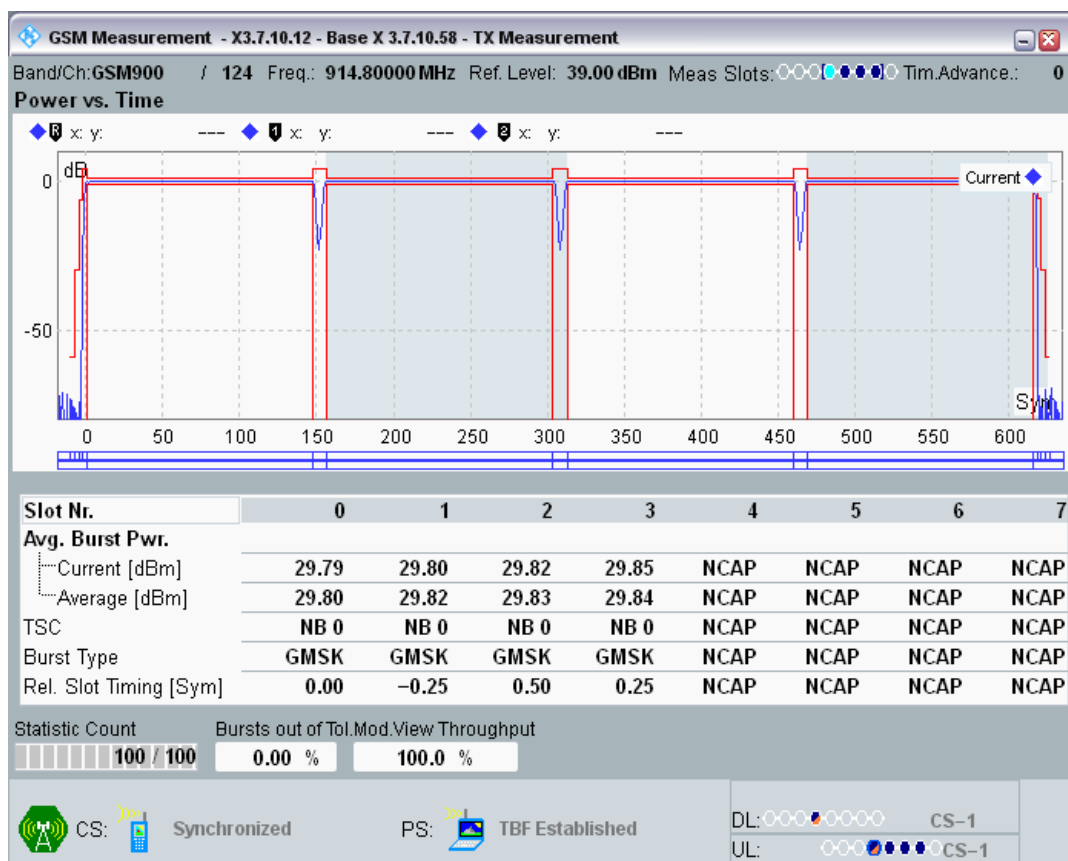 GSM Measurement - X3.7.10.12 - Base X 3.7.10.58 - TX Measurement
Band/Ch:GSM900 / 124 Freq.: 914.80000 MHz Ref. Level: 39.00 dBm Meas Slots: Tim.Advance.: 0
Power vs. Time
R x: y: --- 1 x: y: --- 2 x: y: ---
dB
Current
0
-50
Sym
0 50 100 150 200 250 300 350 400 450 500 550 600
Slot Nr. 0 1 2 3 4 5 6 7
Avg. Burst Pwr.
Current [dBm] 29.79 29.80 29.82 29.85 NCAP NCAP NCAP NCAP
Average [dBm] 29.80 29.82 29.83 29.84 NCAP NCAP NCAP NCAP
TSC NB 0 NB 0 NB 0 NB 0 NCAP NCAP NCAP NCAP
Burst Type GMSK GMSK GMSK GMSK NCAP NCAP NCAP NCAP
Rel. Slot Timing [Sym] 0.00 −0.25 0.50 0.25 NCAP NCAP NCAP NCAP
Statistic Count Bursts out of Tol.Mod.View Throughput
100 / 100 0.00 % 100.0 %
CS: Synchronized PS: TBF Established DL: CS−1
UL: CS−1